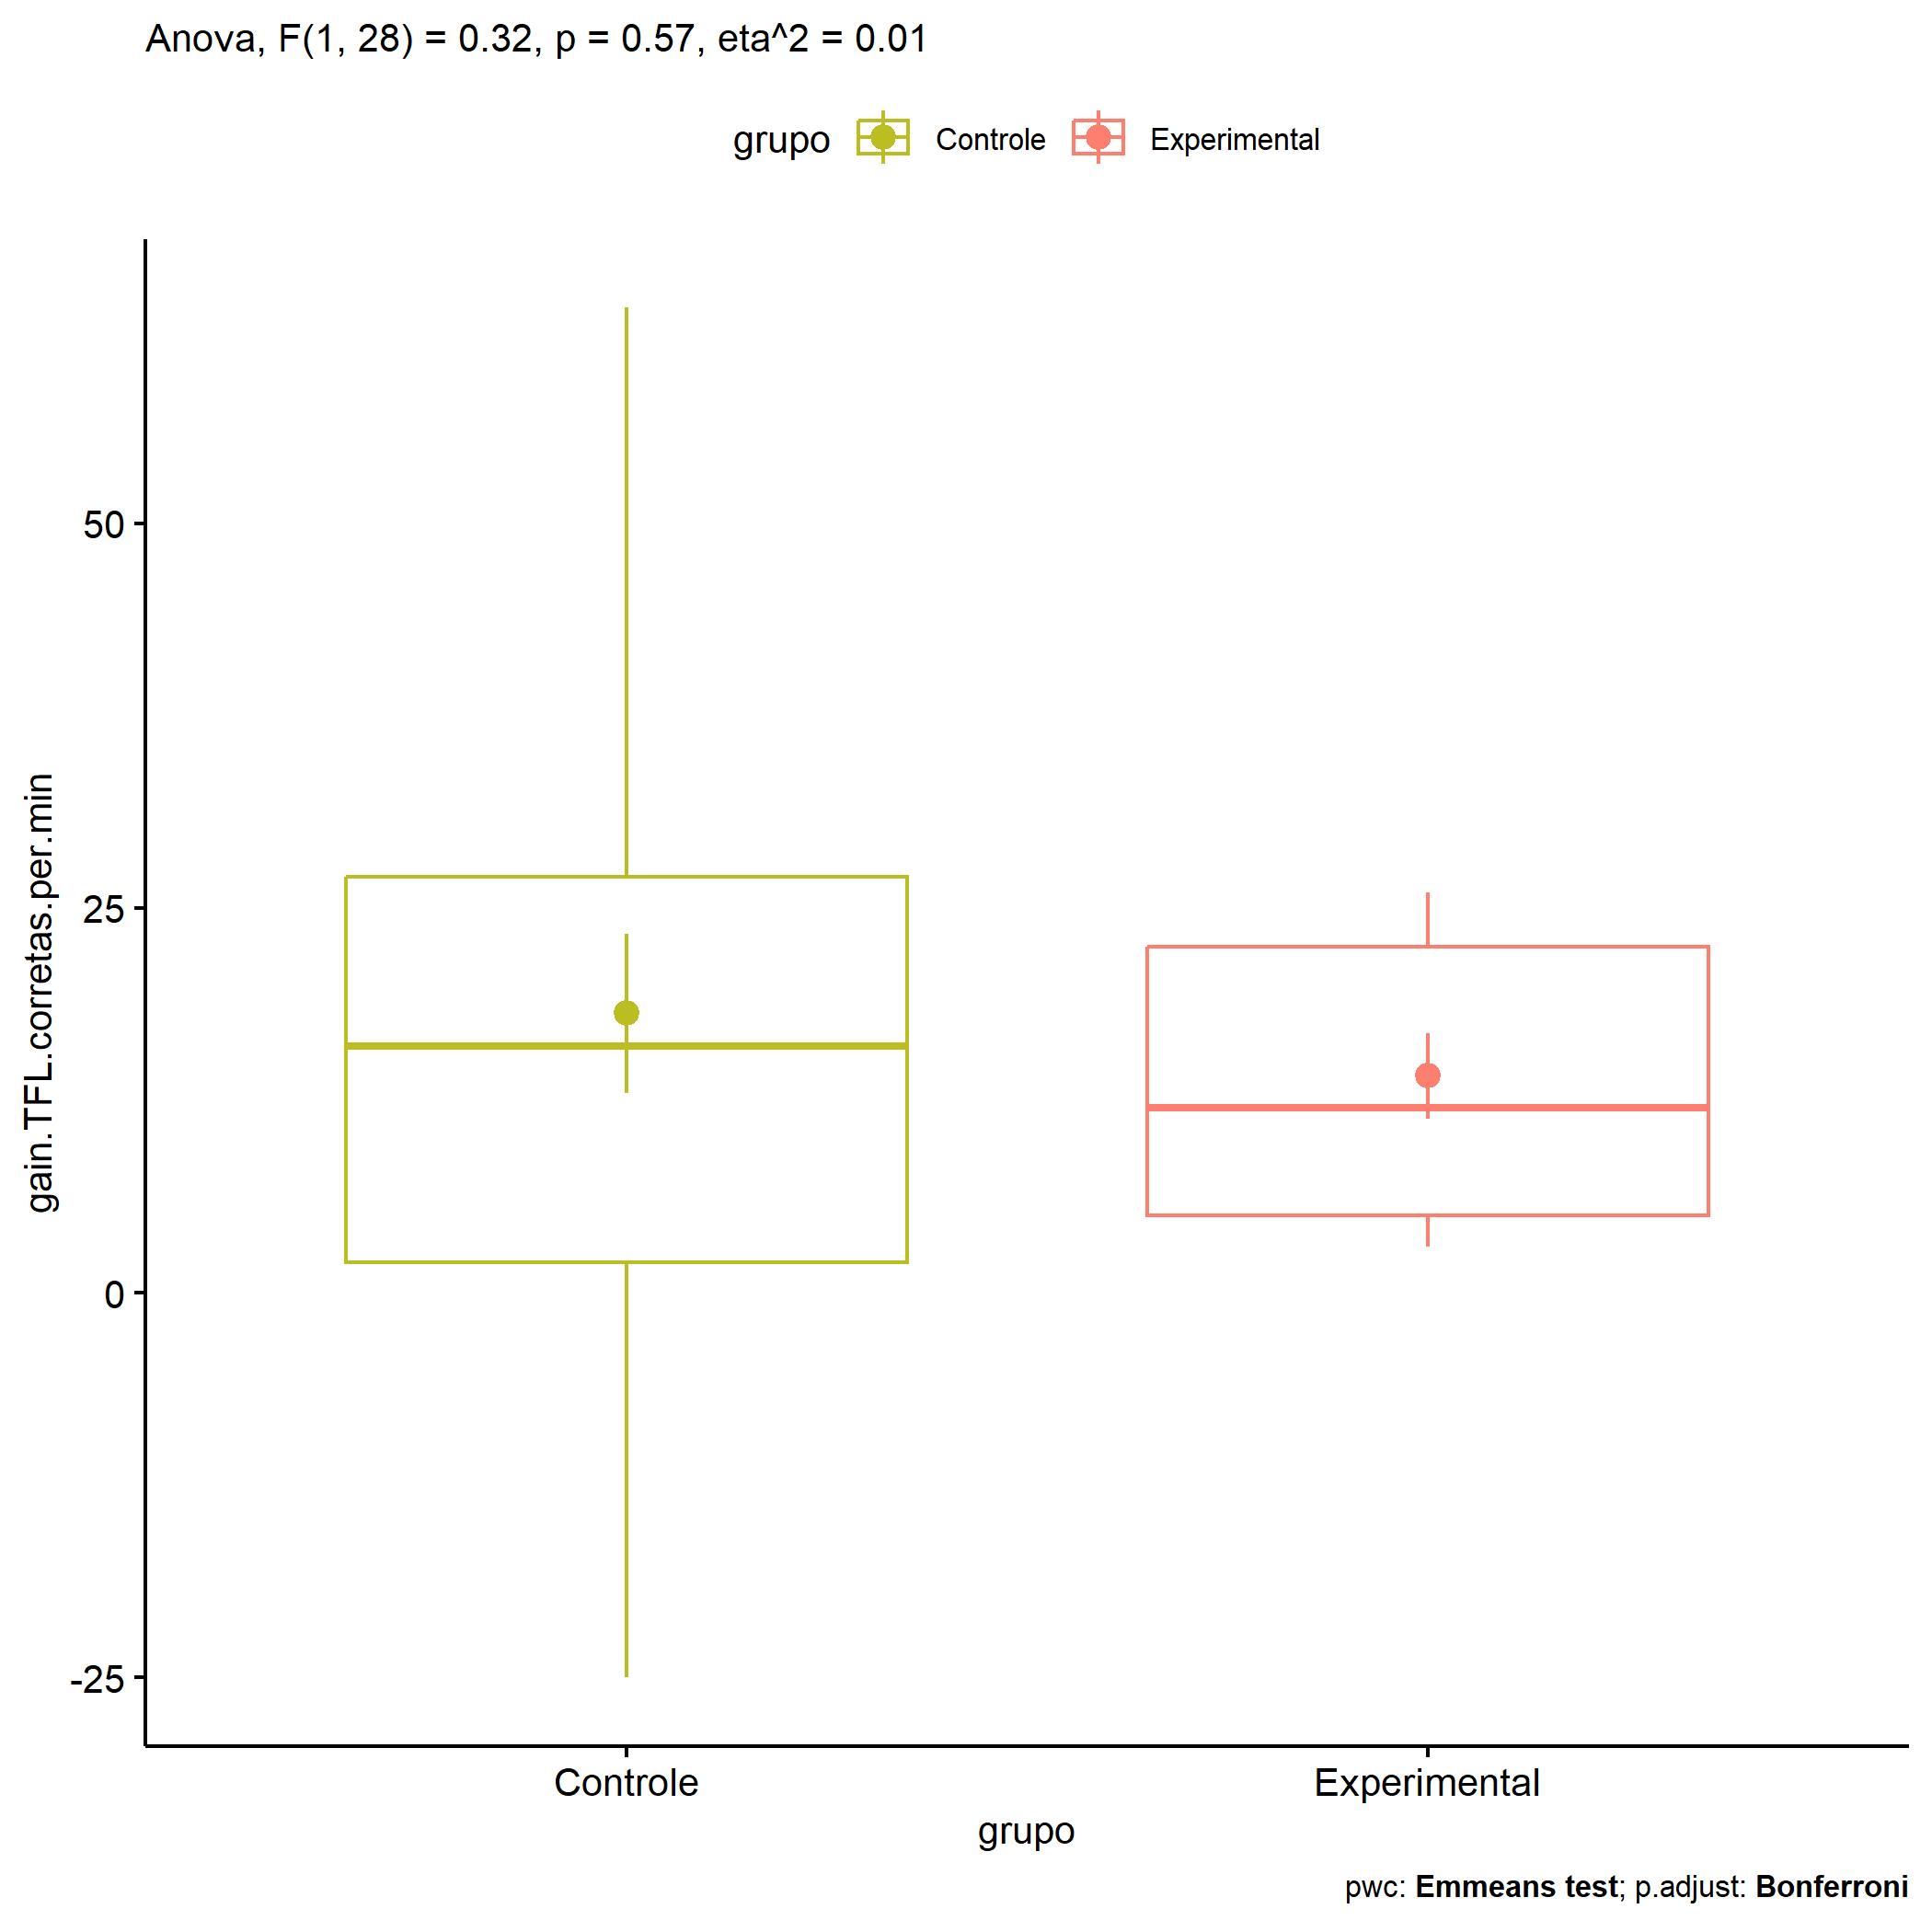 Anova, F(1, 28) = 0.32, p = 0.57, eta^2 = 0.01
grupo Controle Experimental
gain.TFL.corretas.per.min
50
25
0
-25
Controle Experimental
grupo
pwc: Emmeans test; p.adjust: Bonferroni